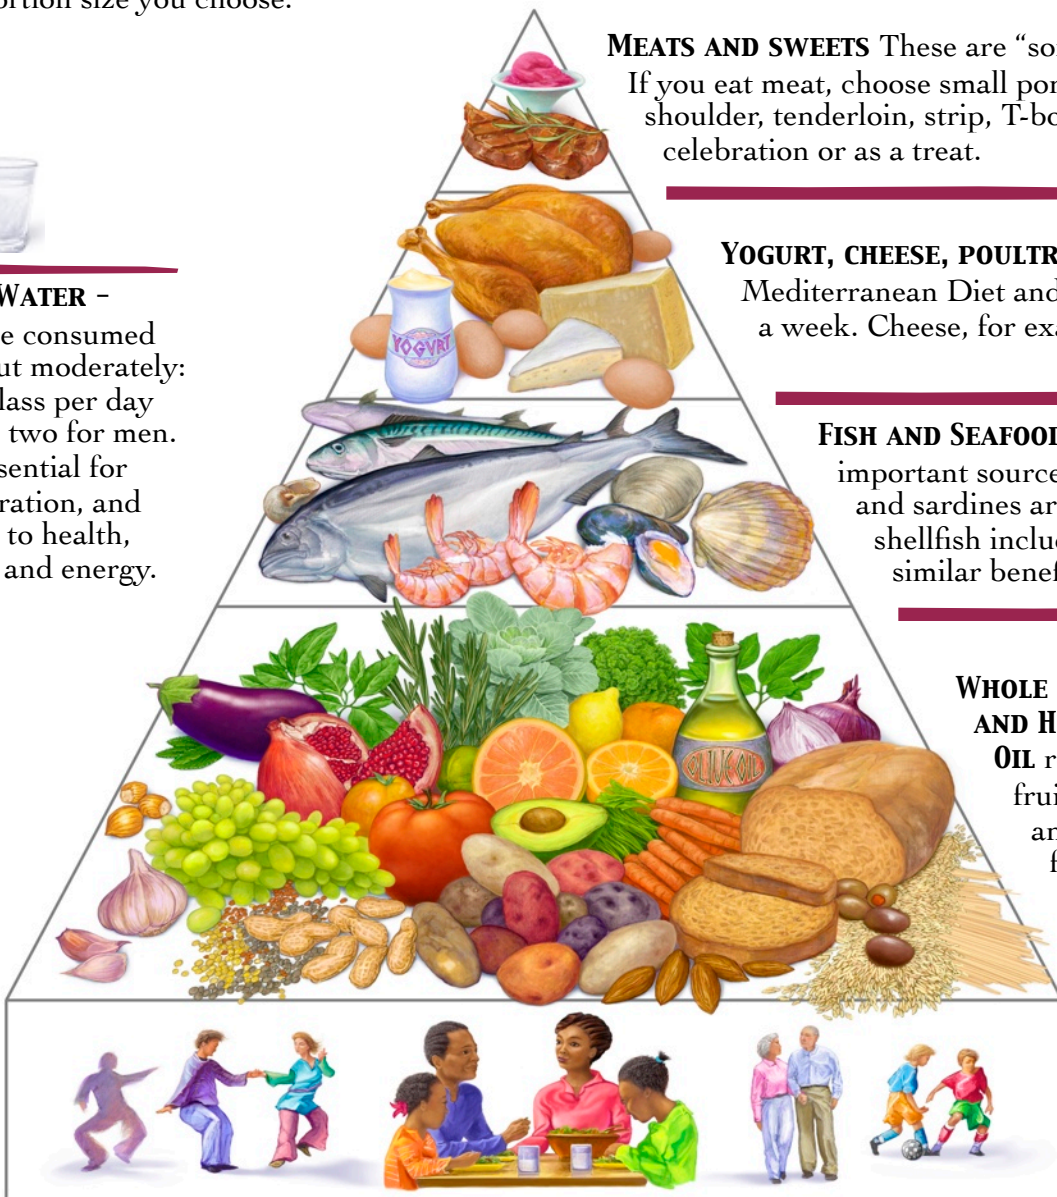 ortion size you choose.
WATER –
e consumed
ut moderately:
lass per day
two for men.
sential for
ration, and
to health,
and energy.
MEATS AND SWEETS These are “so
If you eat meat, choose small por
shoulder, tenderloin, strip, T-bo
celebration or as a treat.
YOGURT, CHEESE, POULTR
Mediterranean Diet and
a week. Cheese, for exa
FISH AND SEAFOOD
important source
and sardines ar
shellfish inclu
similar benef
WHOLE
AND H
OIL r
frui
an
f
YOGURT
OLIVE OIL